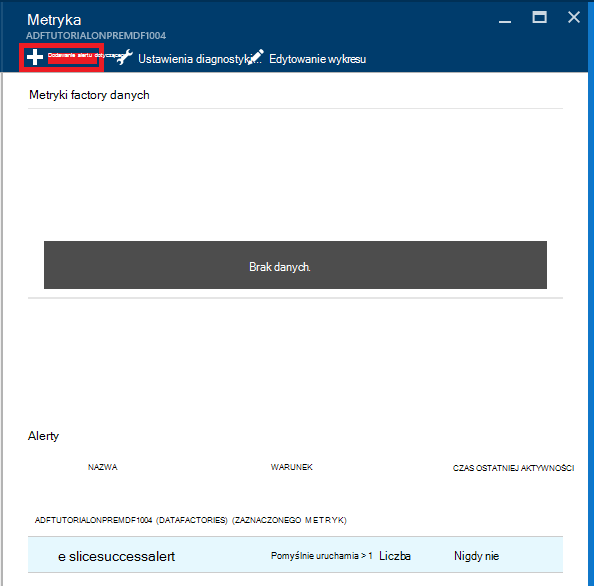 Metryka
ADFTUTORIALONPREMDF1004
Dodawanie alertu dotyczącego Ustawienia diagnostyki... Edytowanie wykresu
Metryki factory danych
Brak danych.
Alerty
NAZWA WARUNEK CZAS OSTATNIEJ AKTYWNOŚCI
ADFTUTORIALONPREMDF1004 (DATAFACTORIES) (ZAZNACZONEGO METRYK)
e slicesuccessalert Pomyślnie uruchamia > 1 Liczba Nigdy nie